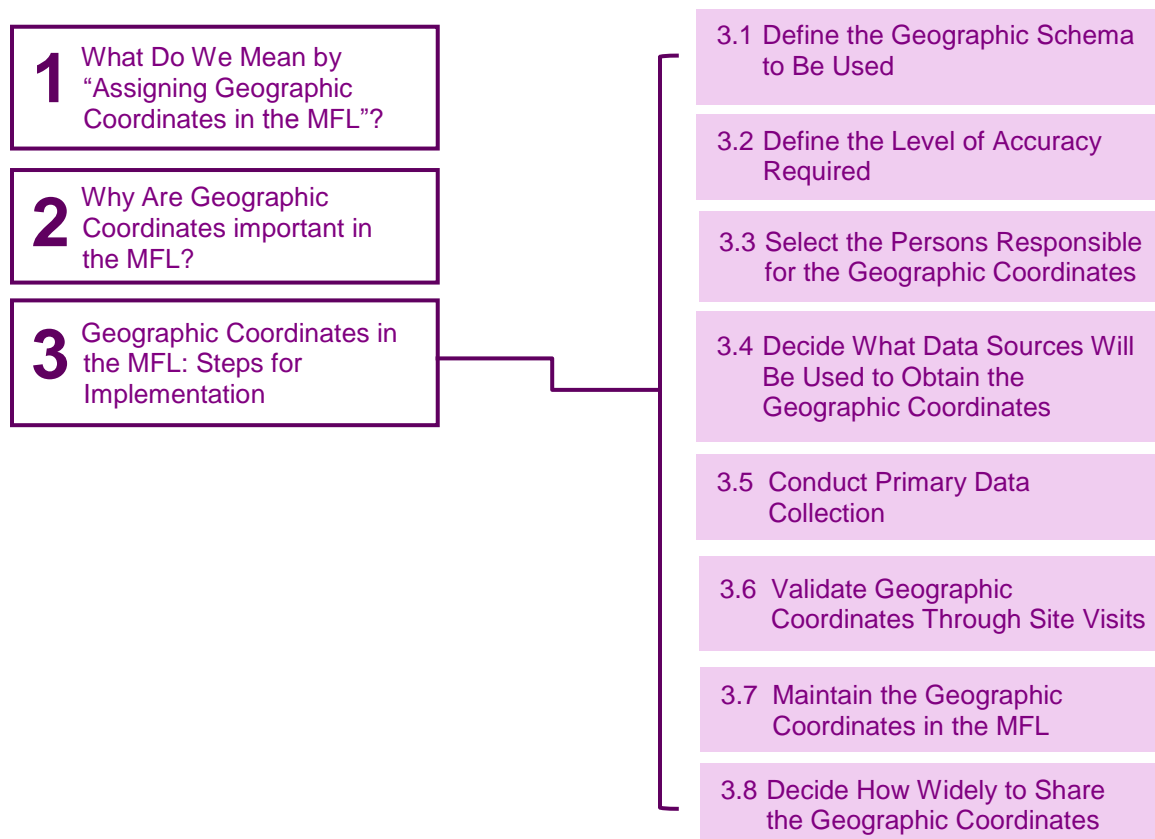 1 What Do We Mean by
“Assigning Geographic
Coordinates in the MFL”?
2 Why Are Geographic
Coordinates important in
the MFL?
3 Geographic Coordinates in
the MFL: Steps for
Implementation
3.1 Define the Geographic Schema
to Be Used
3.2 Define the Level of Accuracy
Required
3.3 Select the Persons Responsible
for the Geographic Coordinates
3.4 Decide What Data Sources Will
Be Used to Obtain the
Geographic Coordinates
3.5 Conduct Primary Data
Collection
3.6 Validate Geographic
Coordinates Through Site Visits
3.7 Maintain the Geographic
Coordinates in the MFL
3.8 Decide How Widely to Share
the Geographic Coordinates